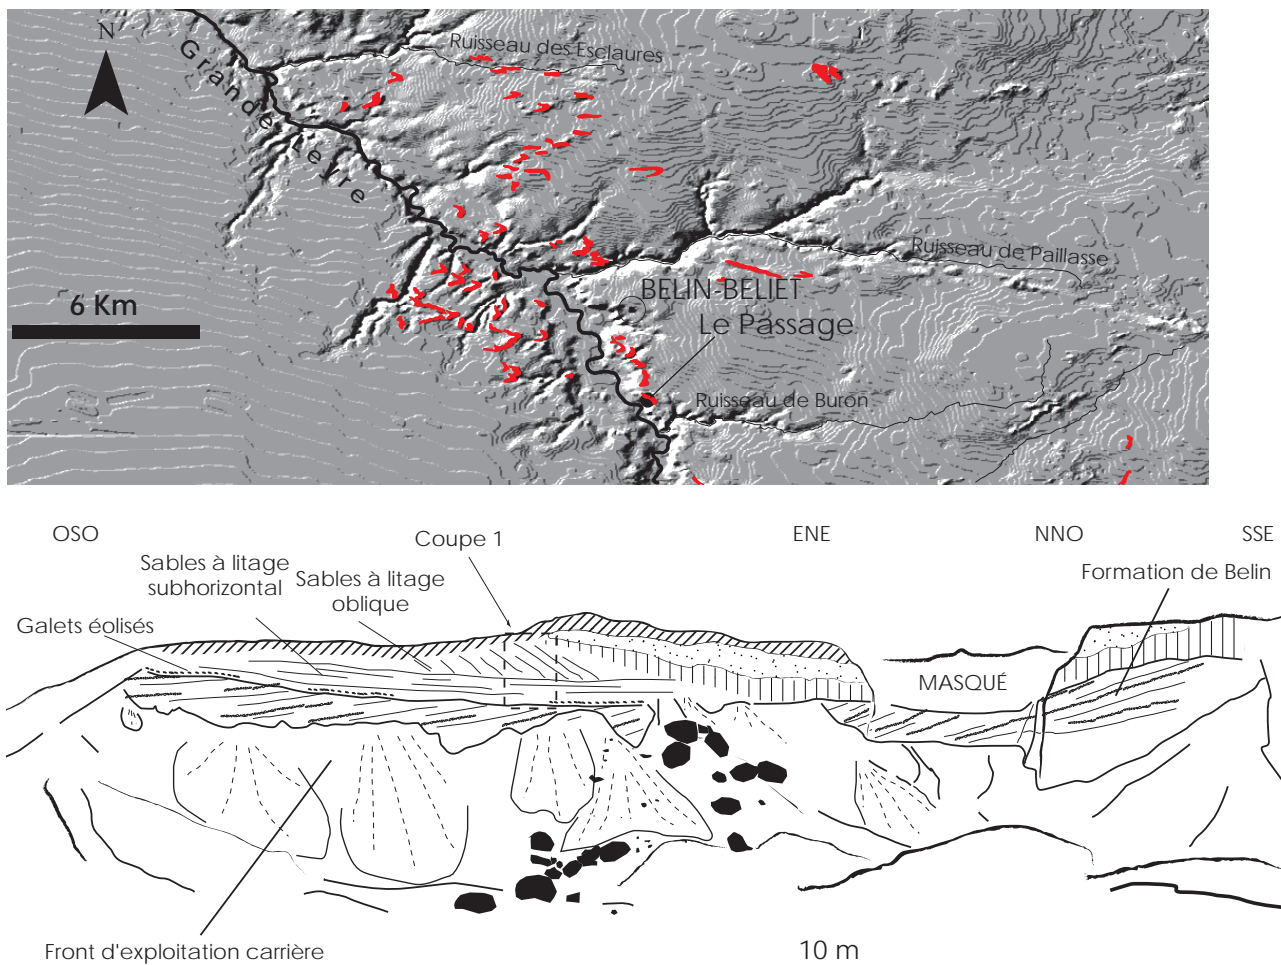 N
Grande Leyre
Ruisseau des Esclaures
Ruisseau de Paillasse
BELIN-BELIET
6 Km
Le Passage
Ruisseau de Buron
OSO
Coupe 1
ENE
NNO
SSE
Sables à litage
subhorizontal
Sables à litage
oblique
Formation de Belin
Galets éolisés
MASQUÉ
Front d'exploitation carrière
10 m